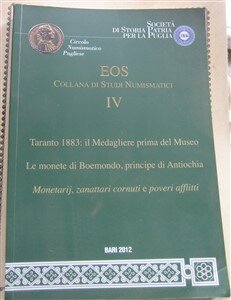 Circolo
Numismatico
Pugliese
SOCIETÀ
DI STORIA PATRIA
PER LA PUGLIA
EOS
COLLANA DI STUDI NUMISMATICI
IV
Taranto 1883: il Medagliere prima del Museo
Le monete di Boemondo, principe di Antiochia
Monetarij, zanattari cornuti e poveri afflitti
BARI 2012